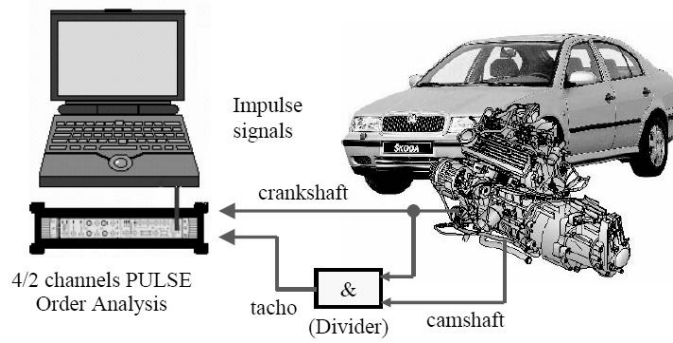 Impulse
signals
ŠKODA
crankshaft
4/2 channels PULSE
Order Analysis
tacho
&
(Divider)
camshaft